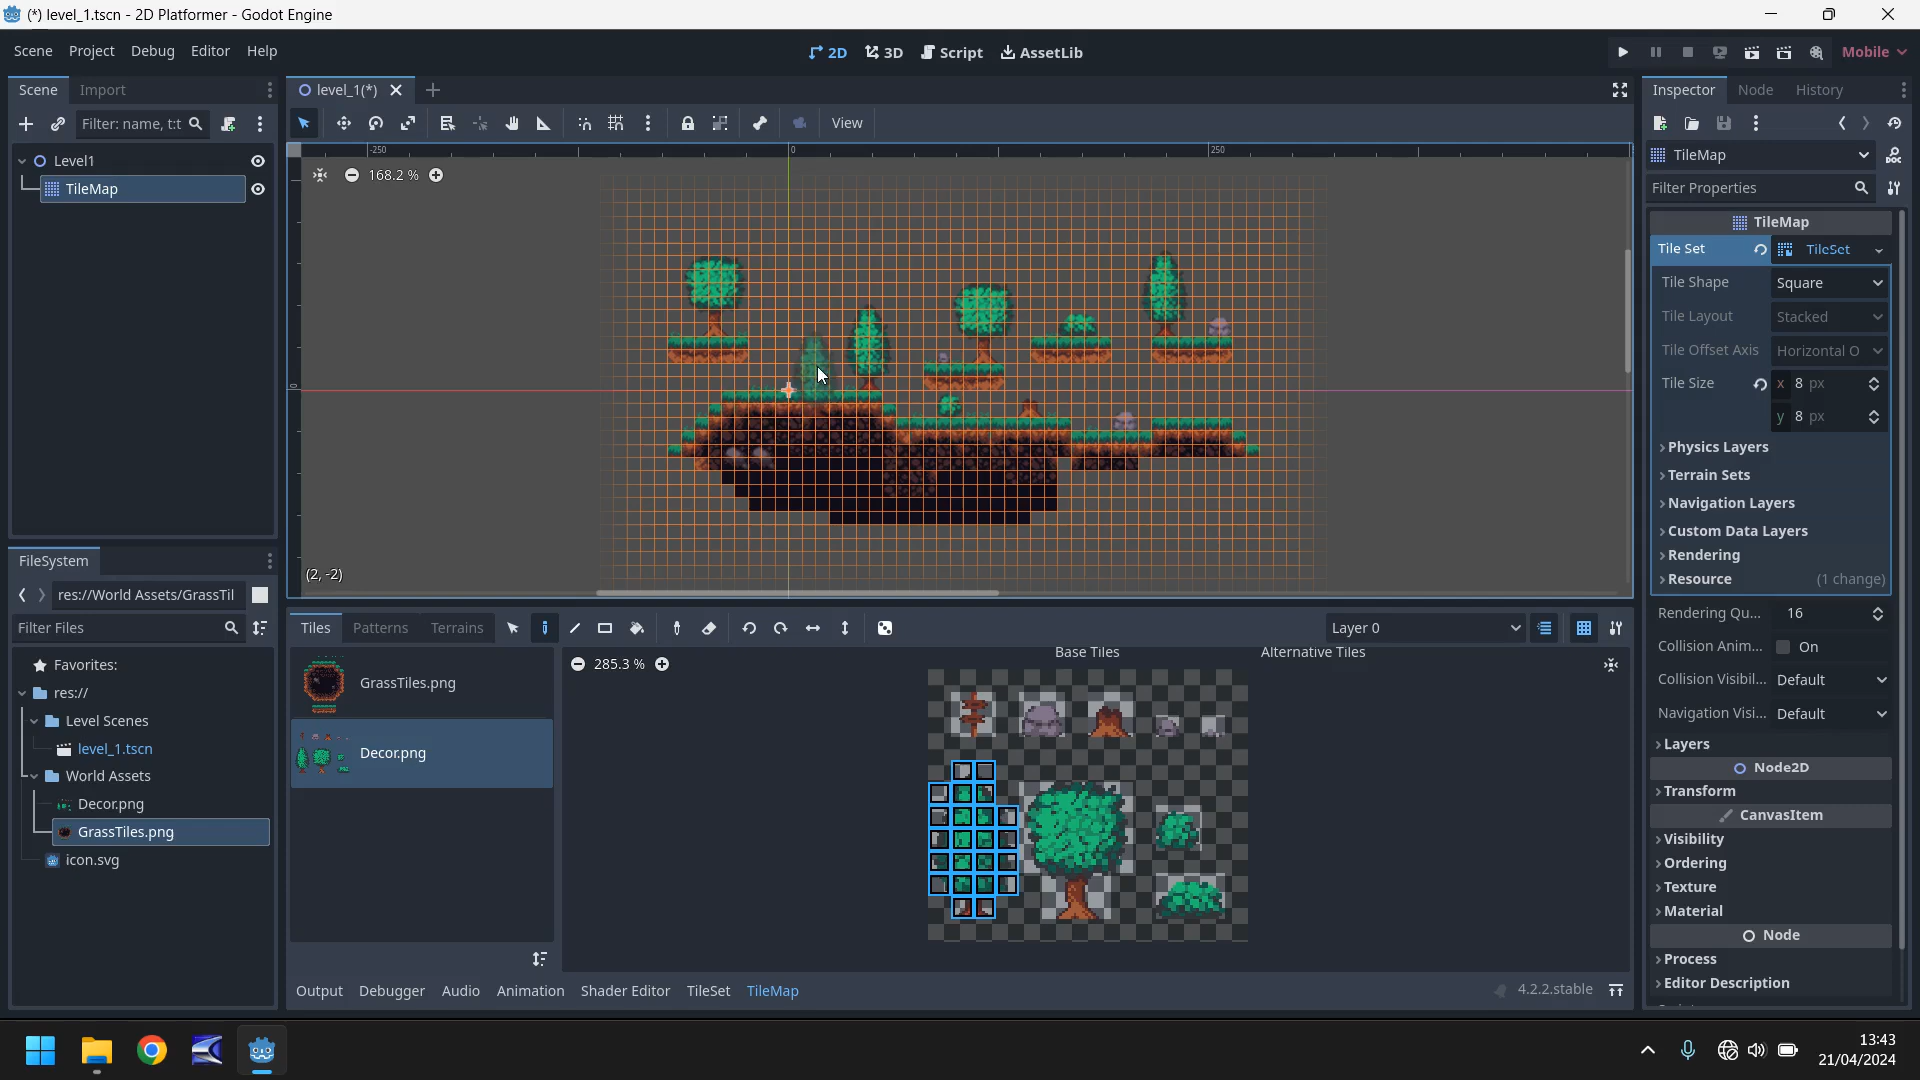 (*) level_1.tscn - 2D Platformer - Godot Engine
Scene Project Debug Editor Help
2D 3D Script AssetLib
Mobile
Scene Import
level_1(*)
Inspector Node History
Filter: name, t:t
View
Level1
TileMap
-250 0 250
168.2 %
0
(2, -2)
TileMap
Filter Properties
TileMap
Tile Set TileSet
Tile Shape Square
Tile Layout Stacked
Tile Offset Axis Horizontal O
Tile Size x 8 px
y 8 px
Physics Layers
Terrain Sets
Navigation Layers
Custom Data Layers
Rendering
Resource (1 change)
Rendering Qu... 16
Collision Anim... On
Collision Visibil... Default
Navigation Visi... Default
Layers
Node2D
Transform
CanvasItem
Visibility
Ordering
Texture
Material
Node
Process
Editor Description
FileSystem
res://World Assets/GrassTil
Filter Files
Favorites:
res://
Level Scenes
level_1.tscn
World Assets
Decor.png
GrassTiles.png
icon.svg
Tiles Patterns Terrains
Layer 0
GrassTiles.png
Decor.png
285.3 %
Base Tiles Alternative Tiles
Output Debugger Audio Animation Shader Editor TileSet TileMap
4.2.2.stable
13:43
21/04/2024